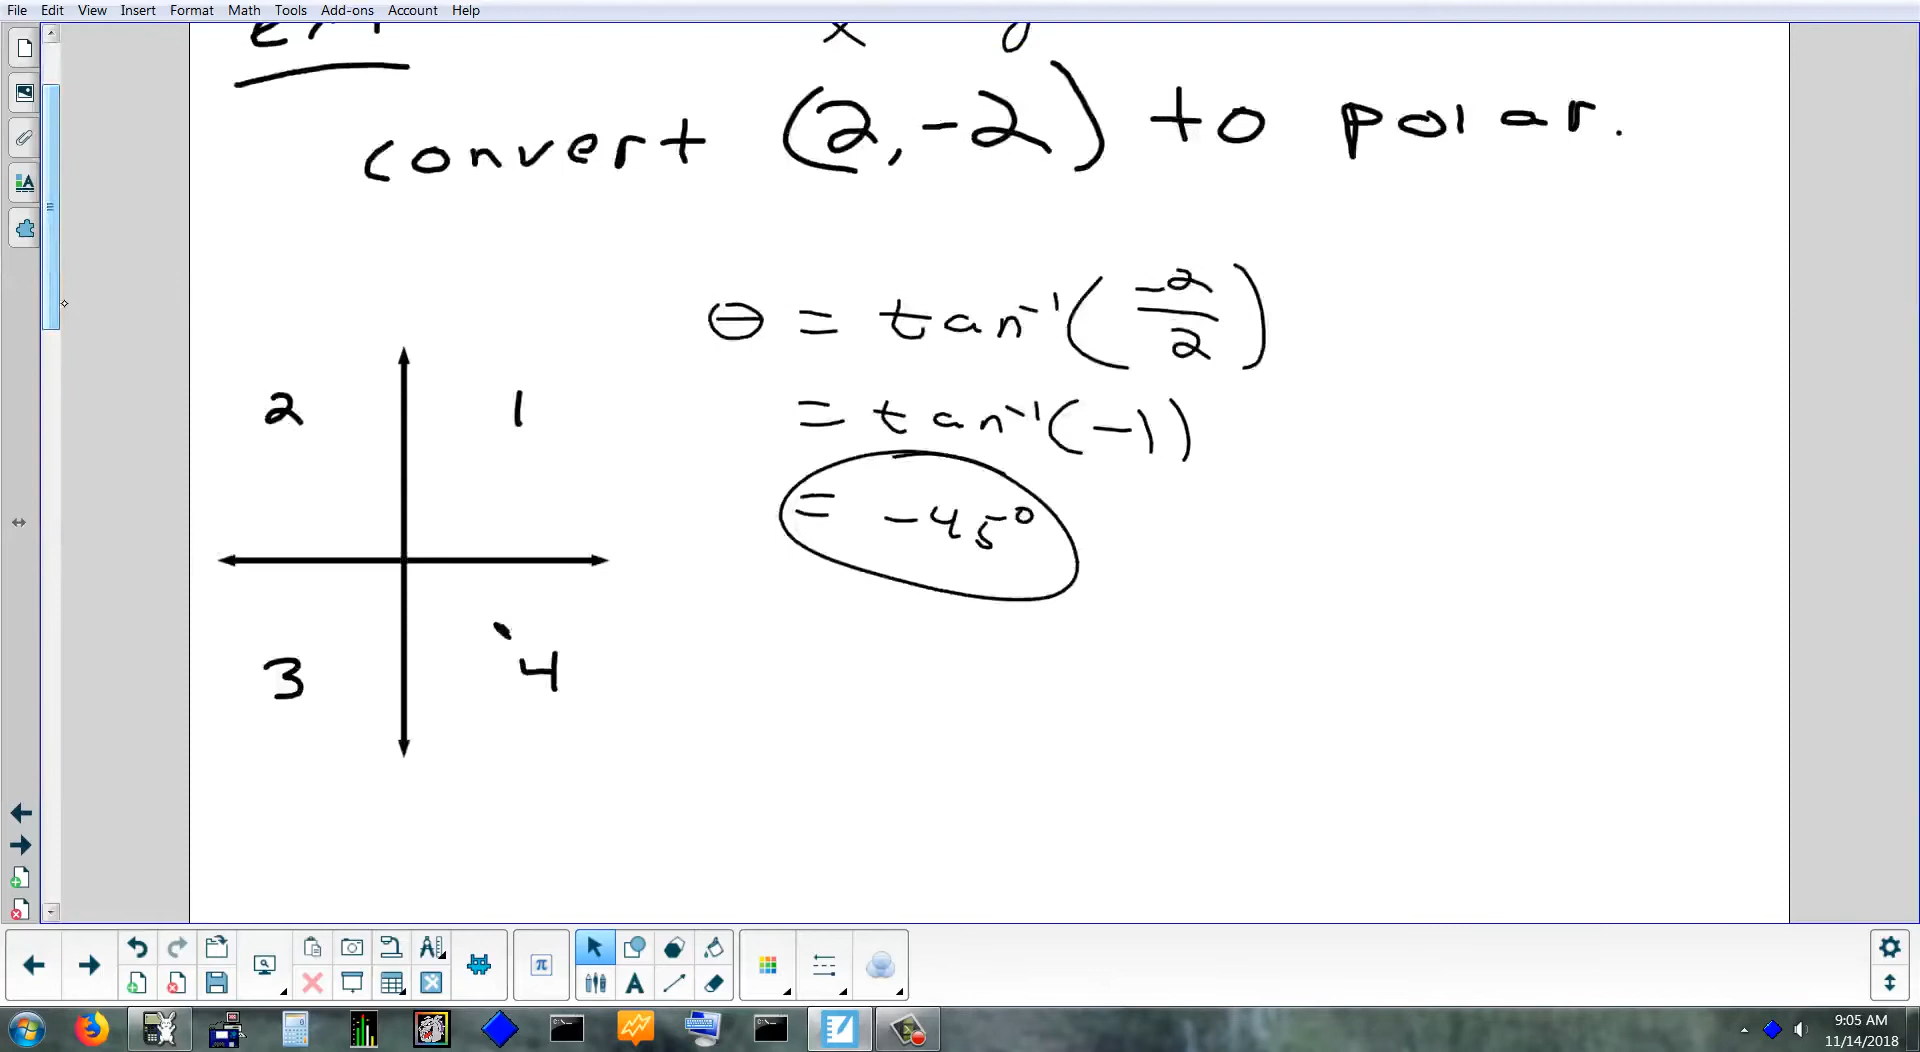 File Edit View Insert Format Math Tools Add-ons Account Help
x y
convert (2, -2) to polar.
θ = tan⁻¹(-2/2)
2 1
= tan⁻¹(-1)
= -45°
3 4
π
A
9:05 AM
11/14/2018